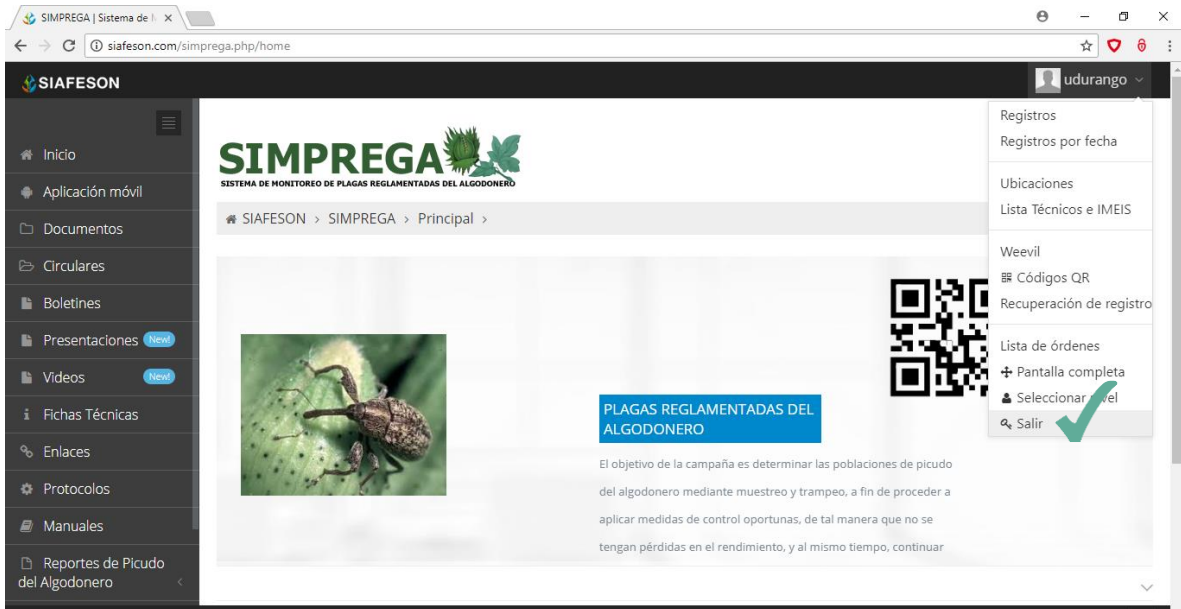 SIMPREGA | Sistema de
siafeson.com/simprega.php/home
SIAFESON
udurango
Inicio
Aplicación móvil
Documentos
Circulares
Boletines
Presentaciones New!
Videos New!
Fichas Técnicas
Enlaces
Protocolos
Manuales
Reportes de Picudo
del Algodonero
SIMPREGA
SISTEMA DE MONITOREO DE PLAGAS REGLAMENTADAS DEL ALGODONERO
SIAFESON > SIMPREGA > Principal >
PLAGAS REGLAMENTADAS DEL
ALGODONERO
El objetivo de la campaña es determinar las poblaciones de picudo
del algodonero mediante muestreo y trampeo, a fin de proceder a
aplicar medidas de control oportunas, de tal manera que no se
tengan pérdidas en el rendimiento, y al mismo tiempo, continuar
Registros
Registros por fecha
Ubicaciones
Lista Técnicos e IMEIS
Weevil
Códigos QR
Recuperación de registro
Lista de órdenes
Pantalla completa
Seleccionar
Salir